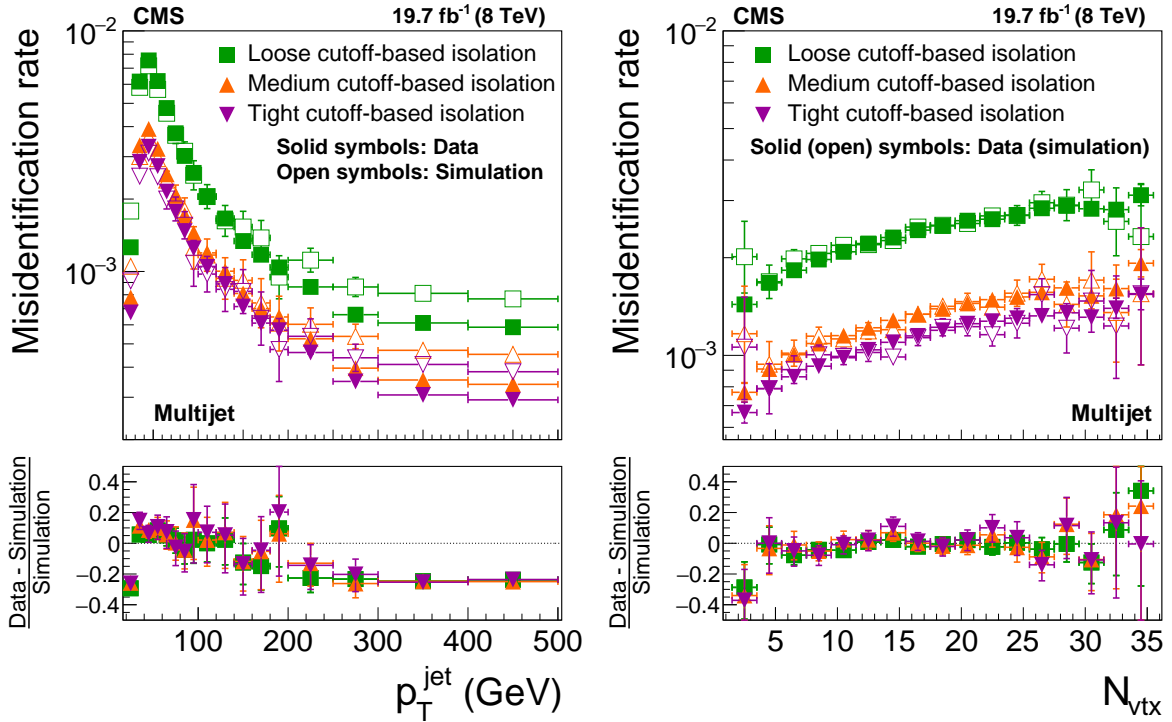 CMS 19.7 fb⁻¹ (8 TeV)
Misidentification rate
10⁻²
10⁻³
Loose cutoff-based isolation
Medium cutoff-based isolation
Tight cutoff-based isolation
Solid symbols: Data
Open symbols: Simulation
Multijet
Data - Simulation
Simulation
0.4
0.2
0
−0.2
−0.4
100 200 300 400 500
p_T^jet (GeV)
CMS 19.7 fb⁻¹ (8 TeV)
Misidentification rate
10⁻²
10⁻³
Loose cutoff-based isolation
Medium cutoff-based isolation
Tight cutoff-based isolation
Solid (open) symbols: Data (simulation)
Multijet
Data - Simulation
Simulation
0.4
0.2
0
−0.2
−0.4
5 10 15 20 25 30 35
N_vtx